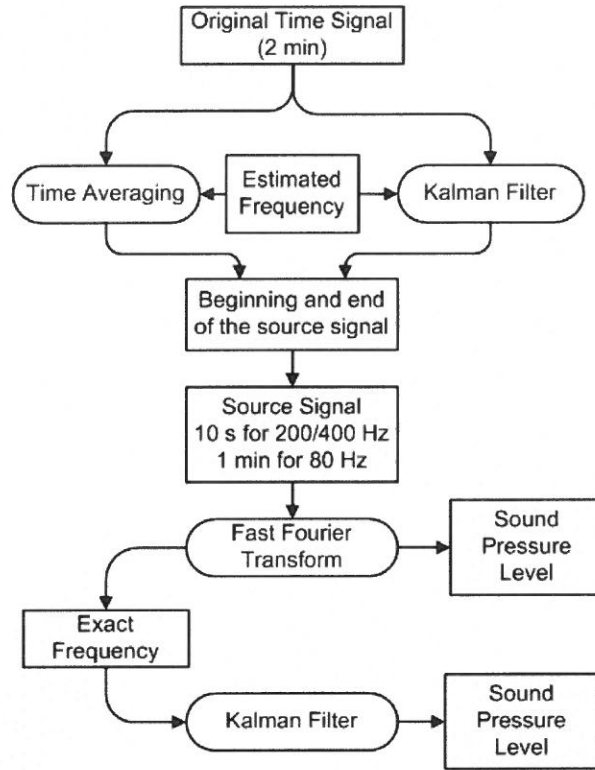 Original Time Signal
(2 min)
Time Averaging
Estimated
Frequency
Kalman Filter
Beginning and end
of the source signal
Source Signal
10 s for 200/400 Hz
1 min for 80 Hz
Fast Fourier
Transform
Sound
Pressure
Level
Exact
Frequency
Kalman Filter
Sound
Pressure
Level